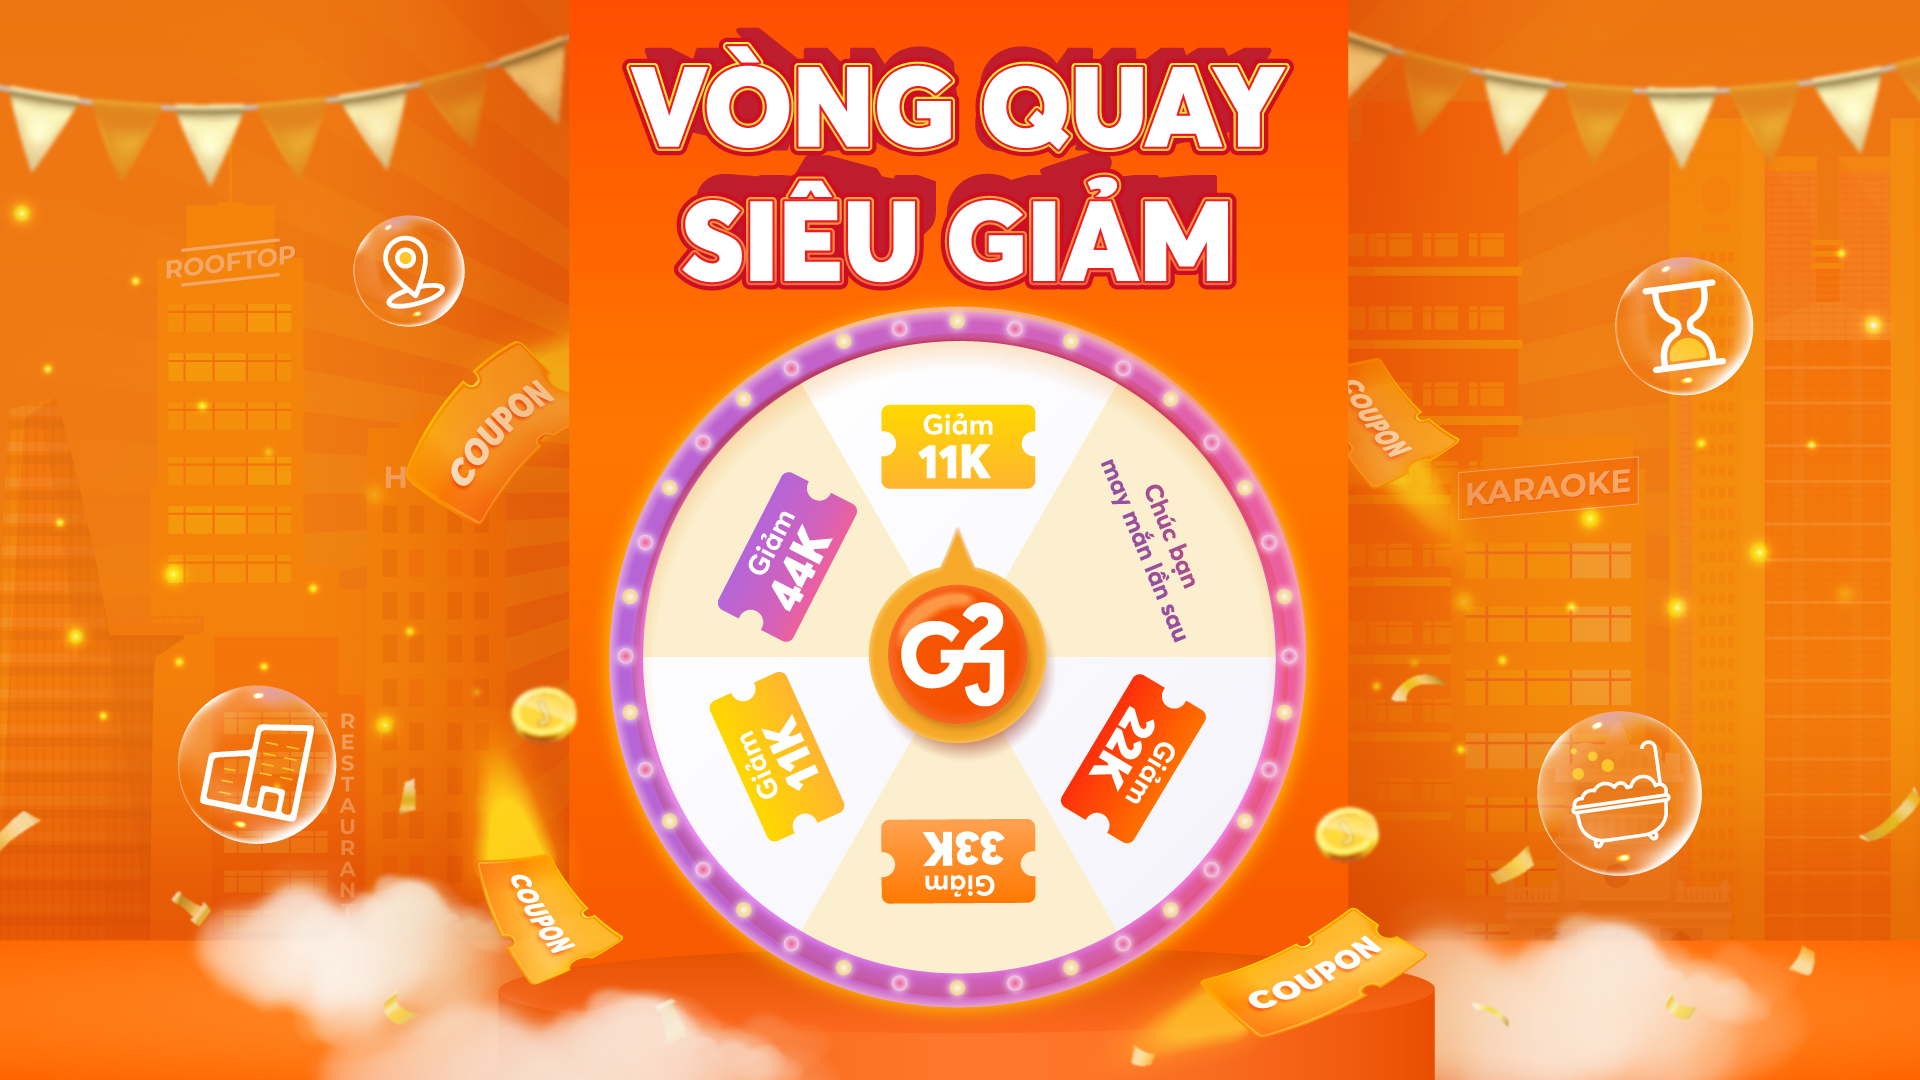 VÒNG QUAY
SIÊU GIẢM
ROOFTOP
COUPON
H
RESTAURAN
COUPON
Giảm
11K
Chúc bạn
may mắn lần sau
Giảm
22K
Giảm
33K
Giảm
11K
Giảm
44K
G2J
COUPON
KARAOKE
COUPON